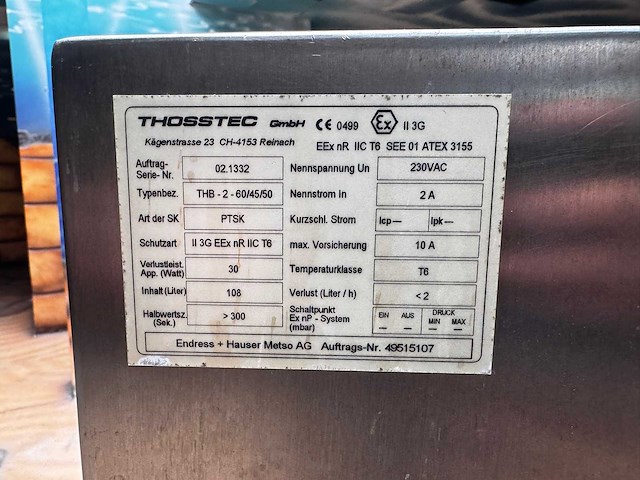 THOSSTEC GmbH CE 0499 Ex II 3G
Kägenstrasse 23 CH-4153 Reinach EEx nR IIC T6 SEE 01 ATEX 3155
Auftrag-
Serie- Nr. 02.1332 Nennspannung Un 230VAC
Typenbez. THB - 2 - 60/45/50 Nennstrom In 2 A
Art der SK PTSK Kurzschl. Strom Icp— Ipk—
Schutzart II 3G EEx nR IIC T6 max. Versicherung 10 A
Verlustleist.
App. (Watt) 30 Temperaturklasse T6
Inhalt (Liter) 108 Verlust (Liter / h) < 2
Halbwertsz.
(Sek.) > 300 Schaltpunkt
Ex nP - System
(mbar) EIN AUS DRUCK
MIN MAX
— — — —
Endress + Hauser Metso AG Auftrags-Nr. 49515107